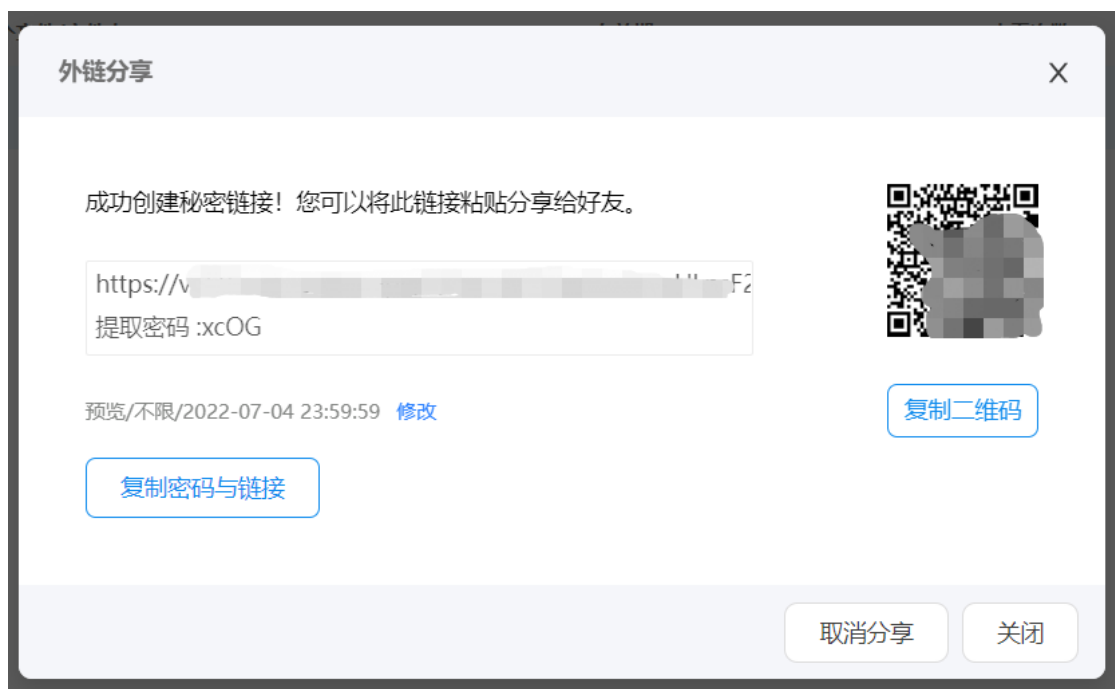 外链分享
X
成功创建秘密链接！您可以将此链接粘贴分享给好友。
https://v
F2
提取密码 :xcOG
预览/不限/2022-07-04 23:59:59 修改
复制二维码
复制密码与链接
取消分享
关闭